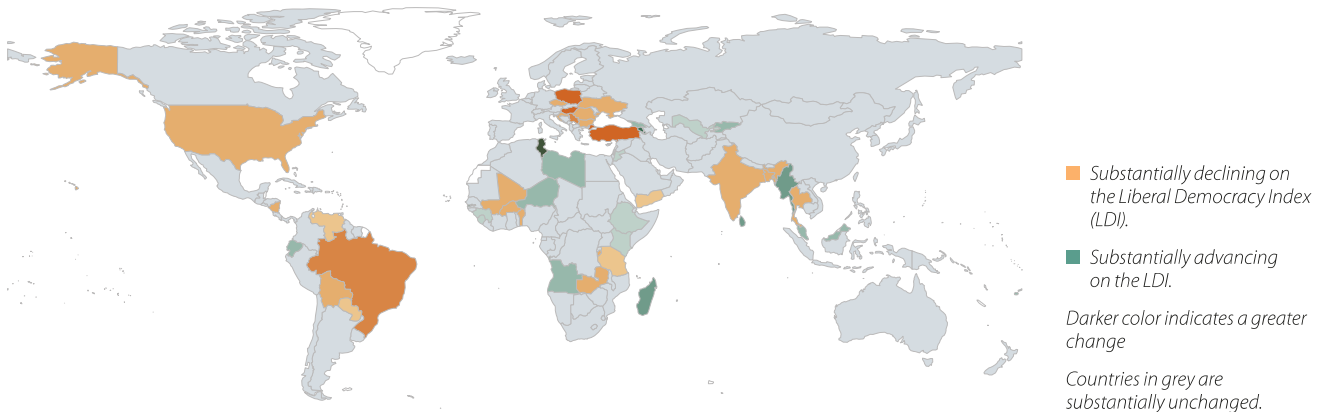 Substantially declining on
the Liberal Democracy Index
(LDI).
Substantially advancing
on the LDI.
Darker color indicates a greater
change
Countries in grey are
substantially unchanged.